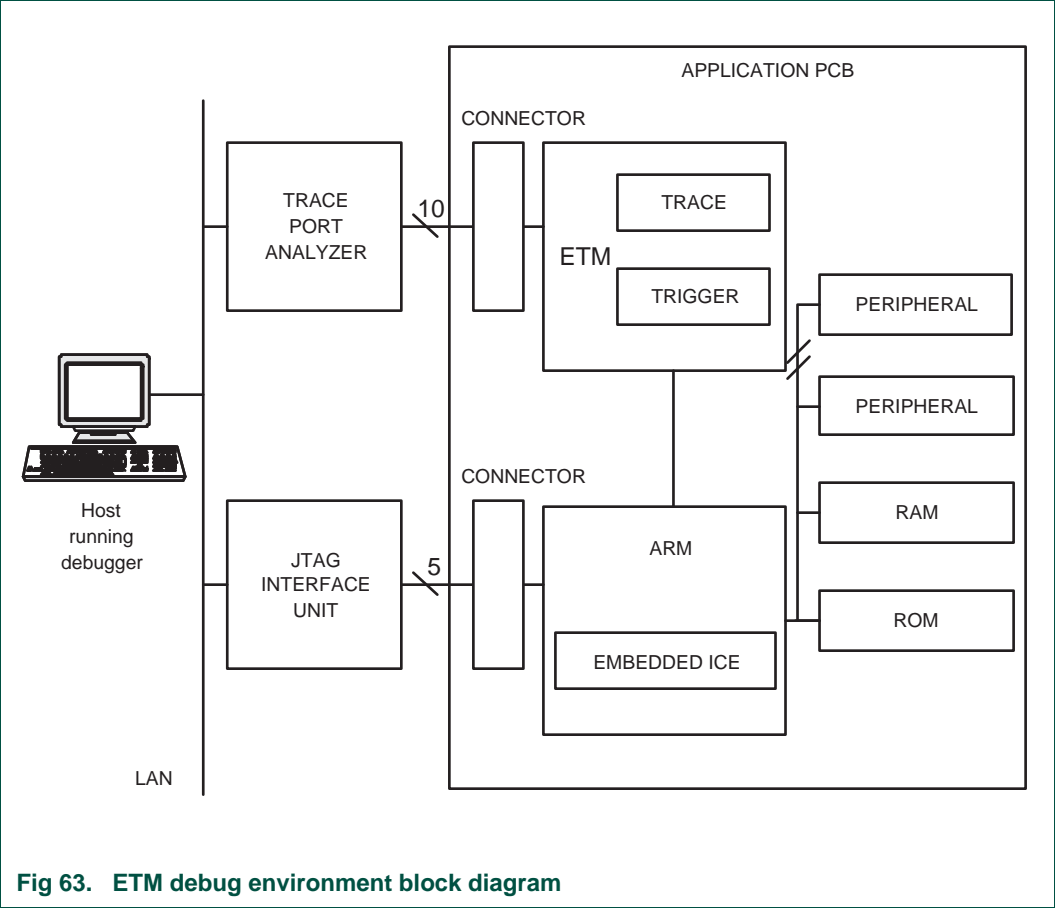 APPLICATION PCB
CONNECTOR
TRACE
PORT
ANALYZER
10
TRACE
ETM
TRIGGER
PERIPHERAL
PERIPHERAL
Host
running
debugger
CONNECTOR
JTAG
INTERFACE
UNIT
5
ARM
EMBEDDED ICE
RAM
ROM
LAN
Fig 63. ETM debug environment block diagram